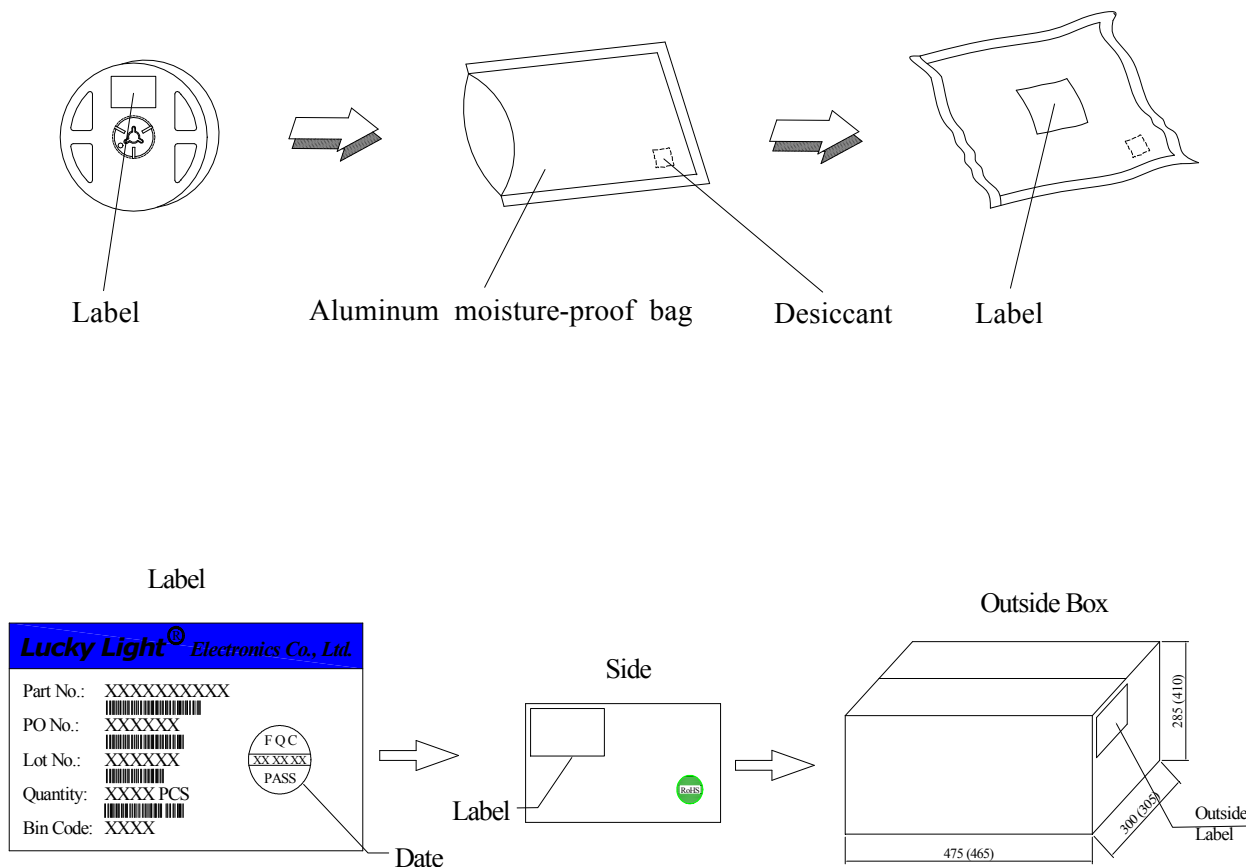 Label
Aluminum moisture-proof bag
Desiccant
Label
Label
Lucky Light® Electronics Co., Ltd.
Part No.: XXXXXXXXXX
PO No.: XXXXXX
Lot No.: XXXXXX
Quantity: XXXX PCS
Bin Code: XXXX
FQC
XX XX XX
PASS
Date
Side
Label
RoHS
Outside Box
285 (410)
300 (305)
475 (465)
Outside
Label